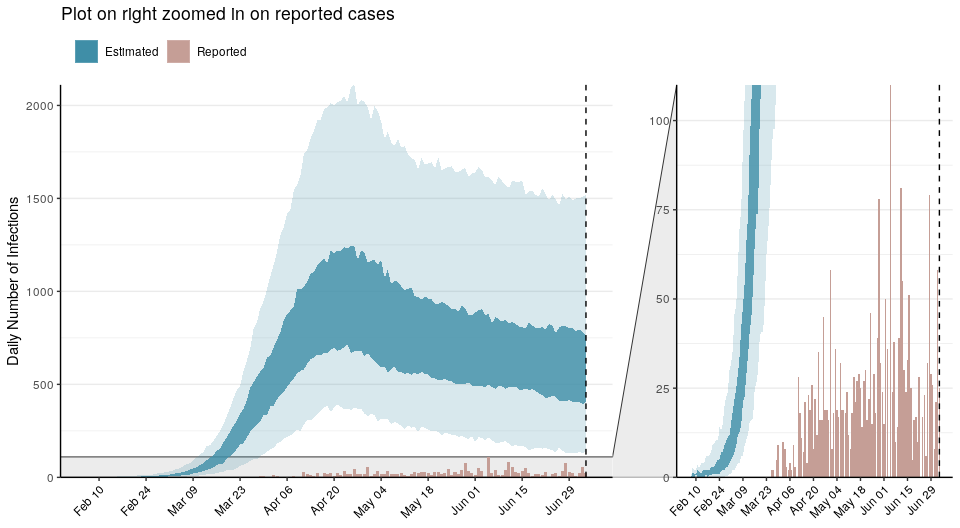 Plot on right zoomed in on reported cases
Estimated Reported
Daily Number of Infections
2000
1500
1000
500
0
Feb 10 Feb 24 Mar 09 Mar 23 Apr 06 Apr 20 May 04 May 18 Jun 01 Jun 15 Jun 29
100
75
50
25
0
Feb 10 Feb 24 Mar 09 Mar 23 Apr 06 Apr 20 May 04 May 18 Jun 01 Jun 15 Jun 29